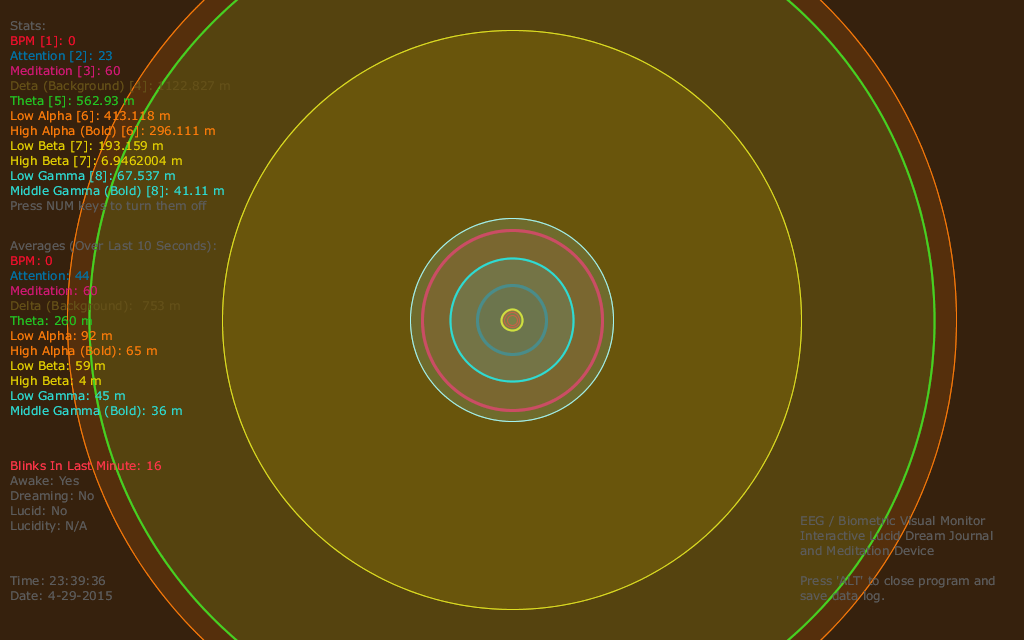 Stats:
BPM [1]: 0
Attention [2]: 23
Meditation [3]: 60
Deta (Background) [4]: 1122.827 m
Theta [5]: 562.93 m
Low Alpha [6]: 413.118 m
High Alpha (Bold) [6]: 296.111 m
Low Beta [7]: 193.159 m
High Beta [7]: 6.9462004 m
Low Gamma [8]: 67.537 m
Middle Gamma (Bold) [8]: 41.11 m
Press NUM keys to turn them off
Averages (Over Last 10 Seconds):
BPM: 0
Attention: 44
Meditation: 60
Delta (Background): 753 m
Theta: 260 m
Low Alpha: 92 m
High Alpha (Bold): 65 m
Low Beta: 59 m
High Beta: 4 m
Low Gamma: 45 m
Middle Gamma (Bold): 36 m
Blinks In Last Minute: 16
Awake: Yes
Dreaming: No
Lucid: No
Lucidity: N/A
Time: 23:39:36
Date: 4-29-2015
EEG / Biometric Visual Monitor
Interactive Lucid Dream Journal
and Meditation Device
Press 'ALT' to close program and
save data log.